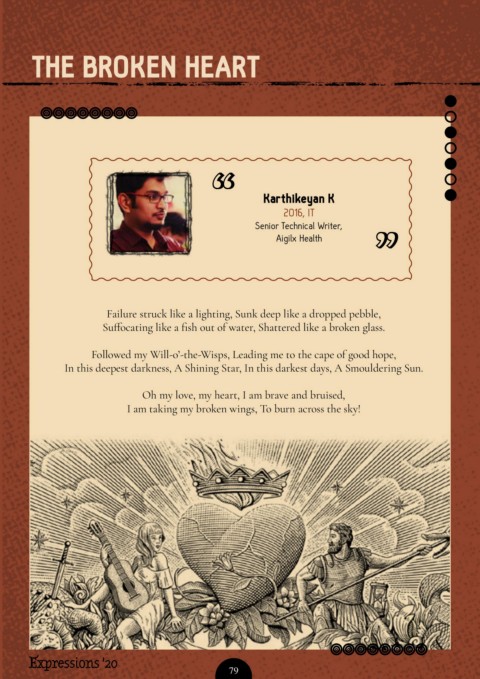 THE BROKEN HEART
Karthikeyan K
2016, IT
Senior Technical Writer,
Aigilx Health
Failure struck like a lighting, Sunk deep like a dropped pebble,
Suffocating like a fish out of water, Shattered like a broken glass.
Followed my Will-o'-the-Wisps, Leading me to the cape of good hope,
In this deepest darkness, A Shining Star, In this darkest days, A Smouldering Sun.
Oh my love, my heart, I am brave and bruised,
I am taking my broken wings, To burn across the sky!
Expressions '20
79